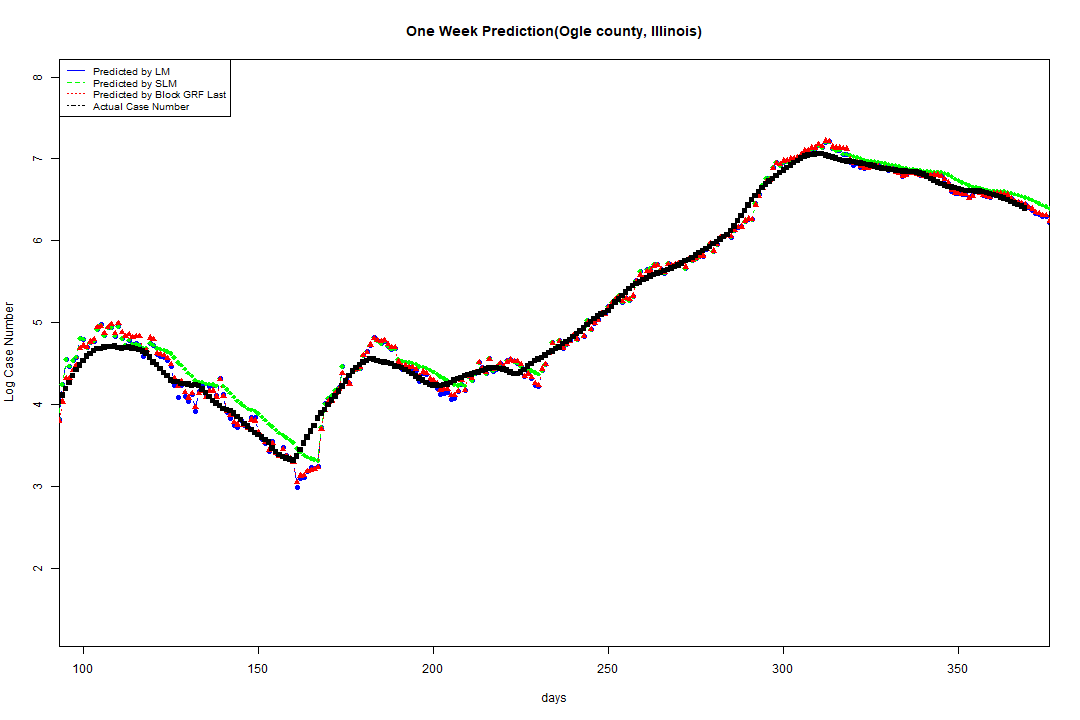 One Week Prediction(Ogle county, Illinois)
Predicted by LM
Predicted by SLM
Predicted by Block GRF Last
Actual Case Number
8
7
6
5
4
3
2
Log Case Number
100 150 200 250 300 350
days